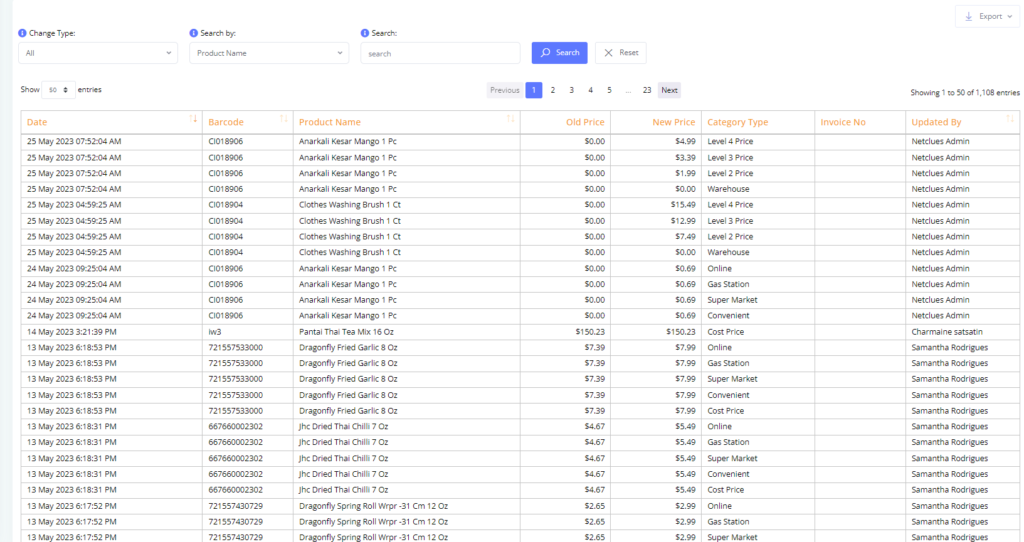 Export
Change Type: Search by: Search:
All Product Name search Search Reset
Show 50 entries Previous 1 2 3 4 5 ... 23 Next Showing 1 to 50 of 1,108 entries
Date Barcode Product Name Old Price New Price Category Type Invoice No Updated By
25 May 2023 07:52:04 AM CI018906 Anarkali Kesar Mango 1 Pc $0.00 $4.99 Level 4 Price Netclues Admin
25 May 2023 07:52:04 AM CI018906 Anarkali Kesar Mango 1 Pc $0.00 $3.39 Level 3 Price Netclues Admin
25 May 2023 07:52:04 AM CI018906 Anarkali Kesar Mango 1 Pc $0.00 $1.99 Level 2 Price Netclues Admin
25 May 2023 07:52:04 AM CI018906 Anarkali Kesar Mango 1 Pc $0.00 $0.00 Warehouse Netclues Admin
25 May 2023 04:59:25 AM CI018904 Clothes Washing Brush 1 Ct $0.00 $15.49 Level 4 Price Netclues Admin
25 May 2023 04:59:25 AM CI018904 Clothes Washing Brush 1 Ct $0.00 $12.99 Level 3 Price Netclues Admin
25 May 2023 04:59:25 AM CI018904 Clothes Washing Brush 1 Ct $0.00 $7.49 Level 2 Price Netclues Admin
25 May 2023 04:59:25 AM CI018904 Clothes Washing Brush 1 Ct $0.00 $0.00 Warehouse Netclues Admin
24 May 2023 09:25:04 AM CI018906 Anarkali Kesar Mango 1 Pc $0.00 $0.69 Online Netclues Admin
24 May 2023 09:25:04 AM CI018906 Anarkali Kesar Mango 1 Pc $0.00 $0.69 Gas Station Netclues Admin
24 May 2023 09:25:04 AM CI018906 Anarkali Kesar Mango 1 Pc $0.00 $0.69 Super Market Netclues Admin
24 May 2023 09:25:04 AM CI018906 Anarkali Kesar Mango 1 Pc $0.00 $0.69 Convenient Netclues Admin
14 May 2023 3:21:39 PM iw3 Pantai Thai Tea Mix 16 Oz $150.23 $150.23 Cost Price Charmaine satsatin
13 May 2023 6:18:53 PM 721557533000 Dragonfly Fried Garlic 8 Oz $7.39 $7.99 Online Samantha Rodrigues
13 May 2023 6:18:53 PM 721557533000 Dragonfly Fried Garlic 8 Oz $7.39 $7.99 Gas Station Samantha Rodrigues
13 May 2023 6:18:53 PM 721557533000 Dragonfly Fried Garlic 8 Oz $7.39 $7.99 Super Market Samantha Rodrigues
13 May 2023 6:18:53 PM 721557533000 Dragonfly Fried Garlic 8 Oz $7.39 $7.99 Convenient Samantha Rodrigues
13 May 2023 6:18:53 PM 721557533000 Dragonfly Fried Garlic 8 Oz $7.39 $7.99 Cost Price Samantha Rodrigues
13 May 2023 6:18:31 PM 667660002302 Jhc Dried Thai Chilli 7 Oz $4.67 $5.49 Online Samantha Rodrigues
13 May 2023 6:18:31 PM 667660002302 Jhc Dried Thai Chilli 7 Oz $4.67 $5.49 Gas Station Samantha Rodrigues
13 May 2023 6:18:31 PM 667660002302 Jhc Dried Thai Chilli 7 Oz $4.67 $5.49 Super Market Samantha Rodrigues
13 May 2023 6:18:31 PM 667660002302 Jhc Dried Thai Chilli 7 Oz $4.67 $5.49 Convenient Samantha Rodrigues
13 May 2023 6:18:31 PM 667660002302 Jhc Dried Thai Chilli 7 Oz $4.67 $5.49 Cost Price Samantha Rodrigues
13 May 2023 6:17:52 PM 721557430729 Dragonfly Spring Roll Wrpr -31 Cm 12 Oz $2.65 $2.99 Online Samantha Rodrigues
13 May 2023 6:17:52 PM 721557430729 Dragonfly Spring Roll Wrpr -31 Cm 12 Oz $2.65 $2.99 Gas Station Samantha Rodrigues
13 May 2023 6:17:52 PM 721557430729 Dragonfly Spring Roll Wrpr -31 Cm 12 Oz $2.65 $2.99 Super Market Samantha Rodrigues